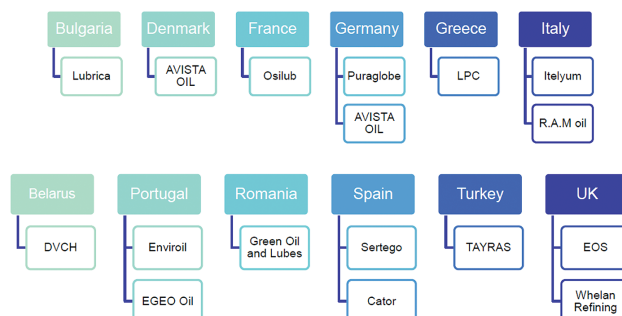 Bulgaria
Denmark
France
Germany
Greece
Italy
Lubrica
AVISTA
OIL
Osilub
Puraglobe
LPC
Itelyum
AVISTA
OIL
R.A.M oil
Belarus
Portugal
Romania
Spain
Turkey
UK
DVCH
Enviroil
Green Oil
and Lubes
Sertego
TAYRAS
EOS
EGEO Oil
Cator
Whelan
Refining